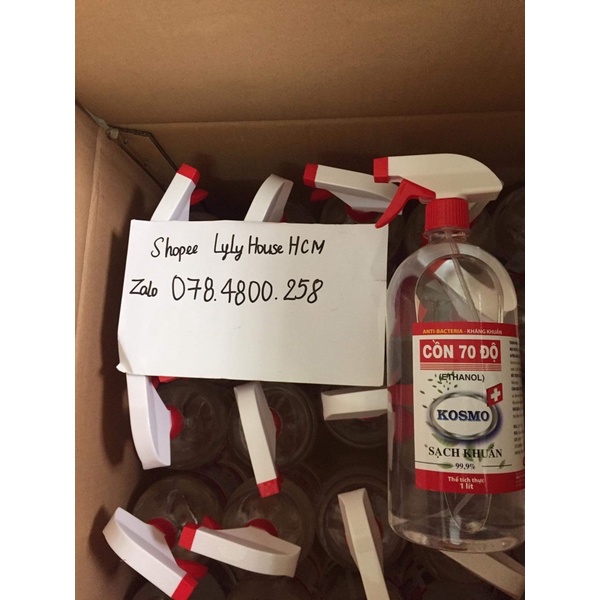 Shopee LyLy House HCM
Zalo 078.4800.258
ANTI-BACTERIA - KHÁNG KHUẨN
CỒN 70 ĐỘ
(ETHANOL)
KOSMO
SẠCH KHUẨN
99,9%
Thể tích thực
1 lít